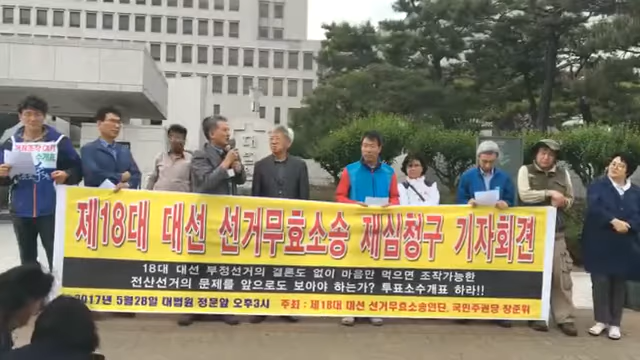 제18대 대선 선거무효소송 재심청구 기자회견
18대 대선 부정선거의 결론도 없이 마음만 먹으면 조작가능한
전산선거의 문제를 앞으로도 보아야 하는가? 투표소수개표 하라!!
2017년 5월28일 대법원 정문앞 오후3시 주최 : 제18대 대선 선거무효소송인단, 국민주권당 창준위